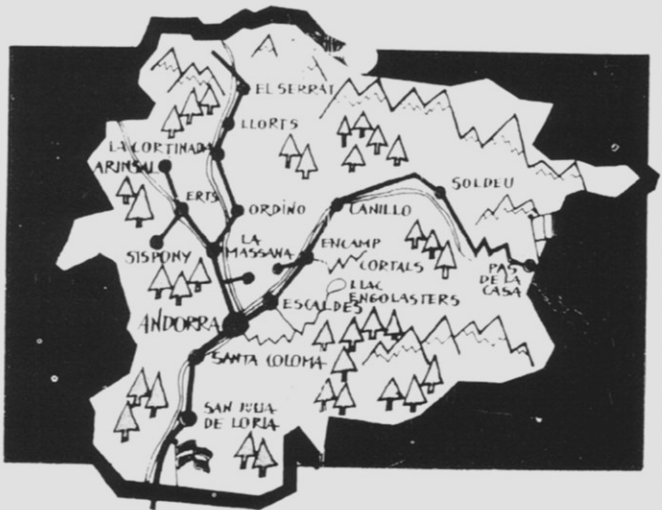 EL SERRAT
LLORTS
LA CORTINADA
ARINSAL
ERTS
ORDINO
SISPONY
LA
MASSANA
CANILLO
SOLDEU
ENCAMP
CORTALS
PAS
DE LA
CASA
LLAC
ENGOLASTERS
ESCALDES
ANDORRA
SANTA COLOMA
SAN JULIA
DE LORIA